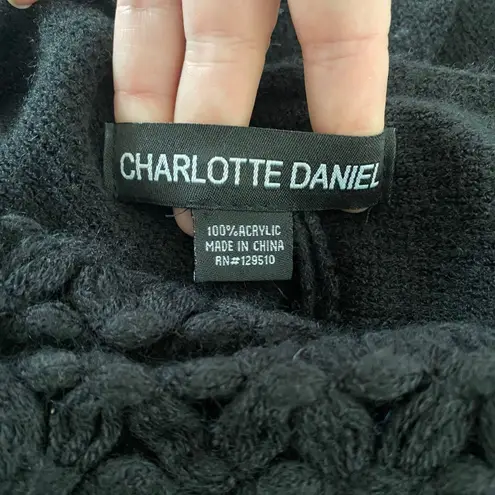 CHARLOTTE DANIEL
100% ACRYLIC
MADE IN CHINA
RN#129510